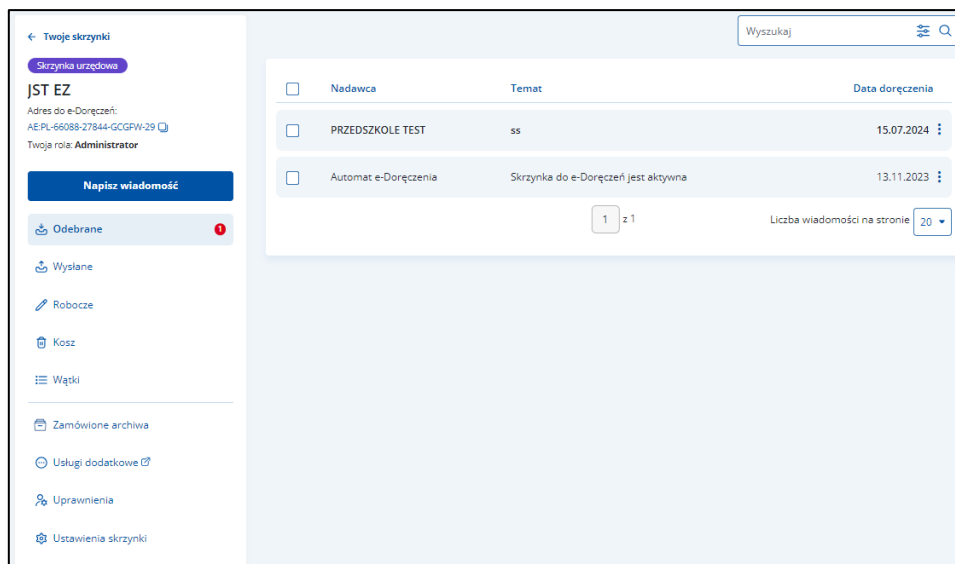 Twoje skrzynki
Skrzynka urzędowa
JST EZ
Adres do e-Doręczeń:
AE:PL-66088-27844-GCGFW-29
Twoja rola: Administrator
Napisz wiadomość
Odebrane 1
Wysłane
Robocze
Kosz
Wątki
Zamówione archiwa
Usługi dodatkowe
Uprawnienia
Ustawienia skrzynki
Wyszukaj
Nadawca Temat Data doręczenia
PRZEDSZKOLE TEST ss 15.07.2024
Automat e-Doręczenia Skrzynka do e-Doręczeń jest aktywna 13.11.2023
1 z 1 Liczba wiadomości na stronie 20